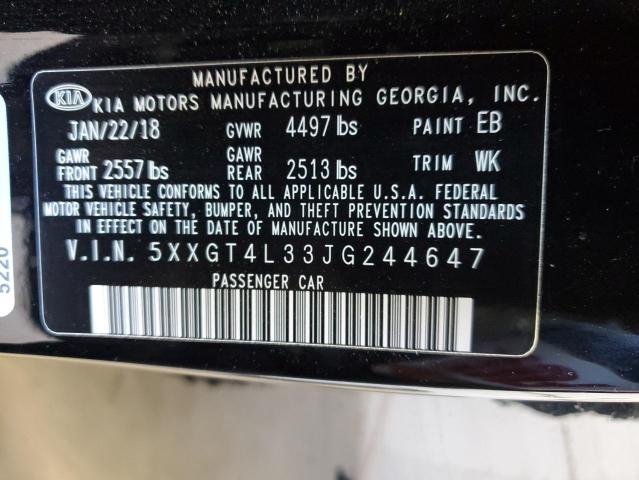 MANUFACTURED BY
KIA KIA MOTORS MANUFACTURING GEORGIA, INC.
JAN/22/18 GVWR 4497 lbs PAINT EB
GAWR FRONT 2557 lbs GAWR REAR 2513 lbs TRIM WK
THIS VEHICLE CONFORMS TO ALL APPLICABLE U.S.A. FEDERAL
MOTOR VEHICLE SAFETY, BUMPER, AND THEFT PREVENTION STANDARDS
IN EFFECT ON THE DATE OF MANUFACTURE SHOWN ABOVE.
V.I.N. 5XXGT4L33JG244647
PASSENGER CAR
5220